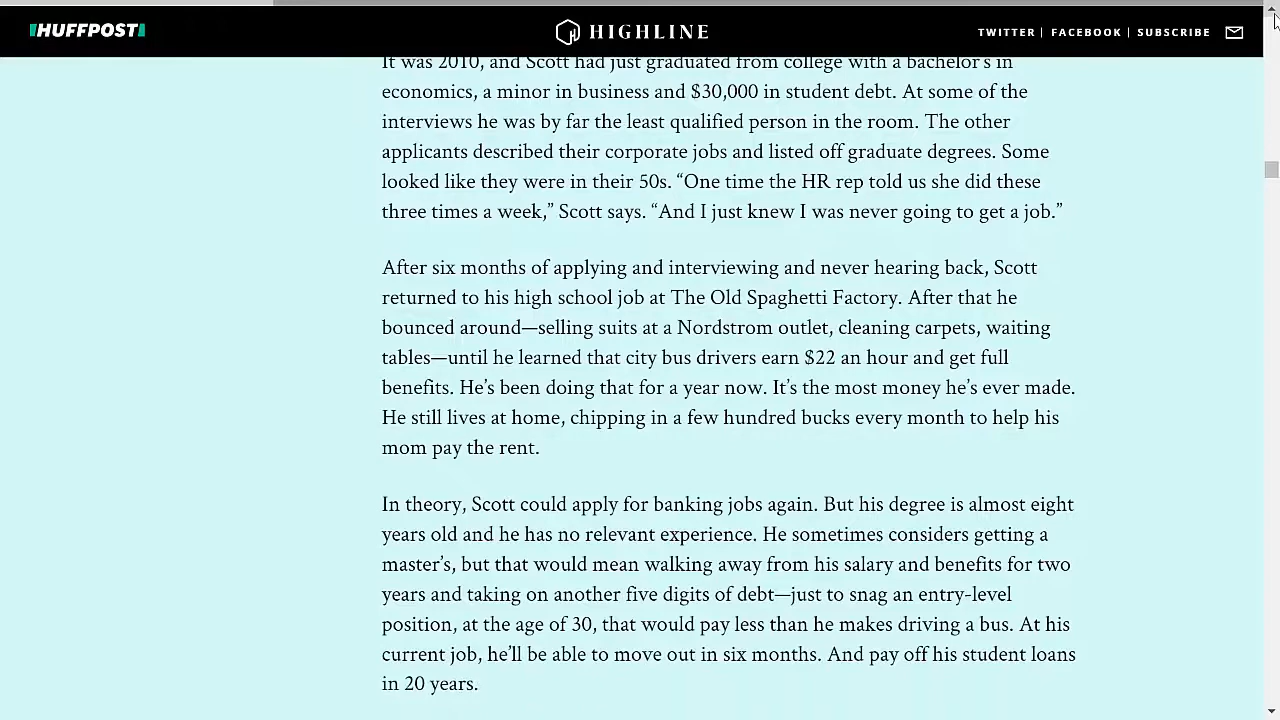 HUFFPOST
HIGHLINE
TWITTER | FACEBOOK | SUBSCRIBE
It was 2010, and Scott had just graduated from college with a bachelor's in
economics, a minor in business and $30,000 in student debt. At some of the
interviews he was by far the least qualified person in the room. The other
applicants described their corporate jobs and listed off graduate degrees. Some
looked like they were in their 50s. “One time the HR rep told us she did these
three times a week,” Scott says. “And I just knew I was never going to get a job.”
After six months of applying and interviewing and never hearing back, Scott
returned to his high school job at The Old Spaghetti Factory. After that he
bounced around—selling suits at a Nordstrom outlet, cleaning carpets, waiting
tables—until he learned that city bus drivers earn $22 an hour and get full
benefits. He’s been doing that for a year now. It’s the most money he’s ever made.
He still lives at home, chipping in a few hundred bucks every month to help his
mom pay the rent.
In theory, Scott could apply for banking jobs again. But his degree is almost eight
years old and he has no relevant experience. He sometimes considers getting a
master’s, but that would mean walking away from his salary and benefits for two
years and taking on another five digits of debt—just to snag an entry-level
position, at the age of 30, that would pay less than he makes driving a bus. At his
current job, he’ll be able to move out in six months. And pay off his student loans
in 20 years.